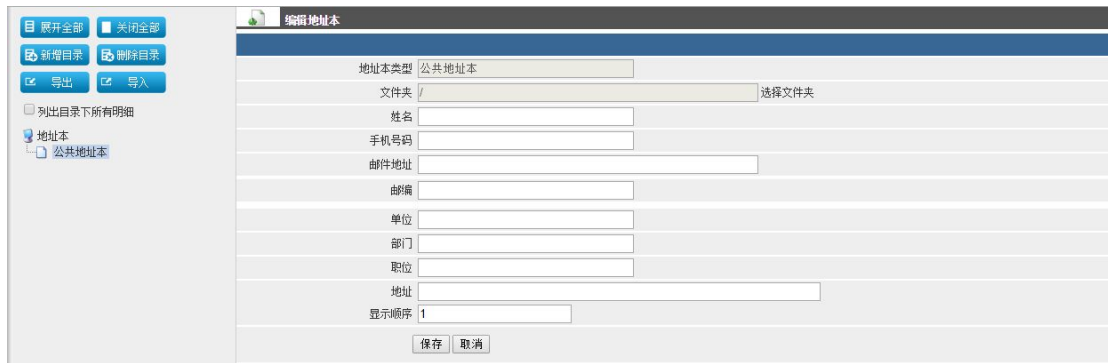 展开全部 关闭全部
新增目录 删除目录
导出 导入
列出目录下所有明细
地址本
公共地址本
编辑地址本
地址本类型 公共地址本
文件夹 / 选择文件夹
姓名
手机号码
邮件地址
邮编
单位
部门
职位
地址
显示顺序 1
保存 取消